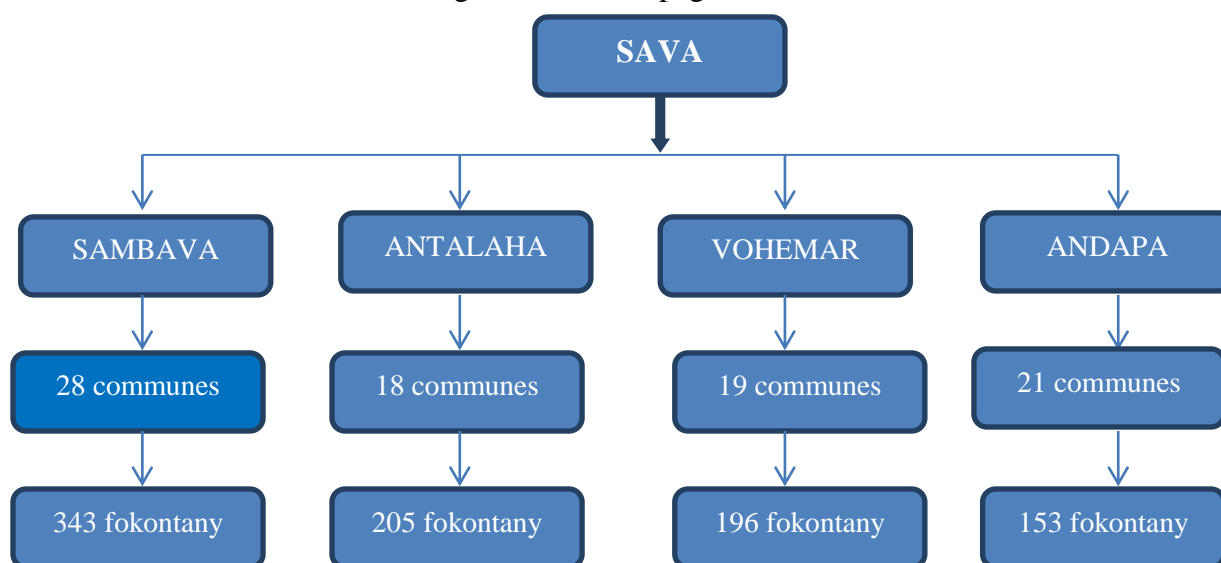 SAVA
SAMBAVA
ANTALAHA
VOHEMAR
ANDAPA
28 communes
18 communes
19 communes
21 communes
343 fokontany
205 fokontany
196 fokontany
153 fokontany